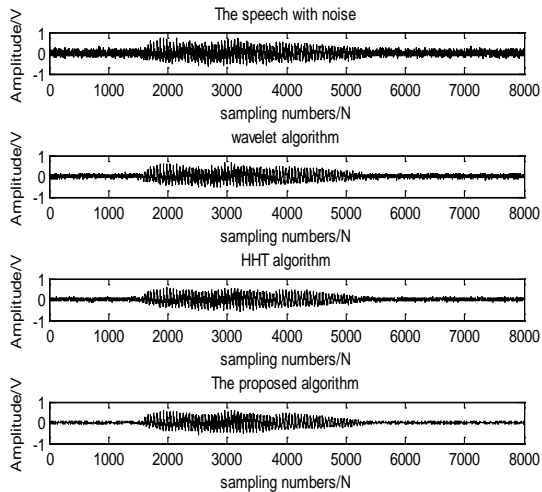 The speech with noise
Amplitude/V
1
0
-1
0 1000 2000 3000 4000 5000 6000 7000 8000
sampling numbers/N
wavelet algorithm
Amplitude/V
1
0
-1
0 1000 2000 3000 4000 5000 6000 7000 8000
sampling numbers/N
HHT algorithm
Amplitude/V
1
0
-1
0 1000 2000 3000 4000 5000 6000 7000 8000
sampling numbers/N
The proposed algorithm
Amplitude/V
1
0
-1
0 1000 2000 3000 4000 5000 6000 7000 8000
sampling numbers/N